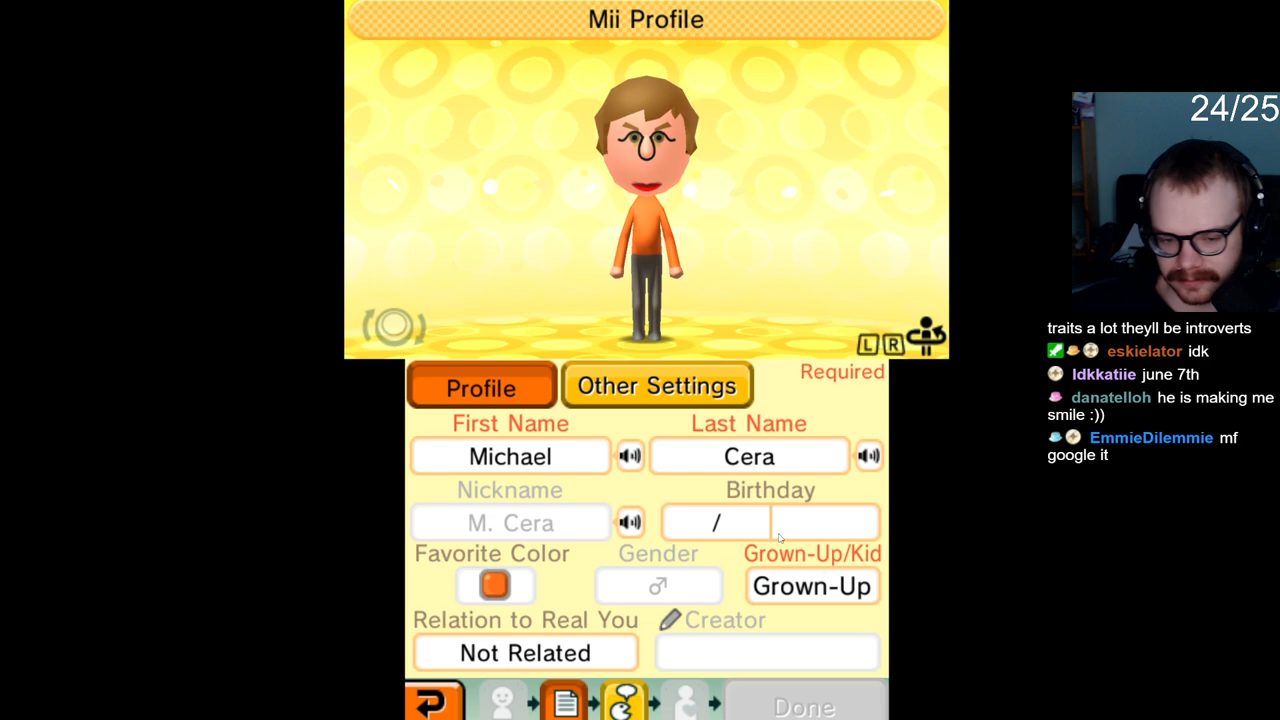 Mii Profile
24/25
L R
Profile
Other Settings
Required
First Name
Last Name
Michael
Cera
Nickname
Birthday
M. Cera
/
Favorite Color
Gender
Grown-Up/Kid
♂
Grown-Up
Relation to Real You
Creator
Not Related
Done
traits a lot theyll be introverts
eskielator idk
Idkkatiie june 7th
danatelloh he is making me
smile :))
EmmieDilemmie mf
google it